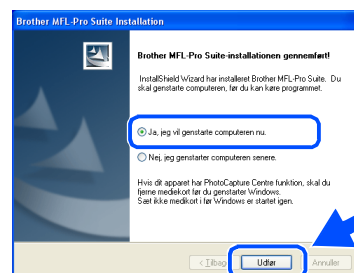 Brother MFL-Pro Suite Installation
Brother MFL-Pro Suite-installationen gennemført!
InstallShield Wizard har installeret Brother MFL-Pro Suite. Du
skal genstarte computeren, før du kan køre programmet.
Ja, jeg vil genstarte computeren nu.
Nej, jeg genstarter computeren senere.
Hvis dit apparat har PhotoCapture Centre funktion, skal du
fjerne mediekort før du genstarter Windows.
Sæt ikke medikort i før Windows er startet igen.
< Tilbag Udfør Annuller